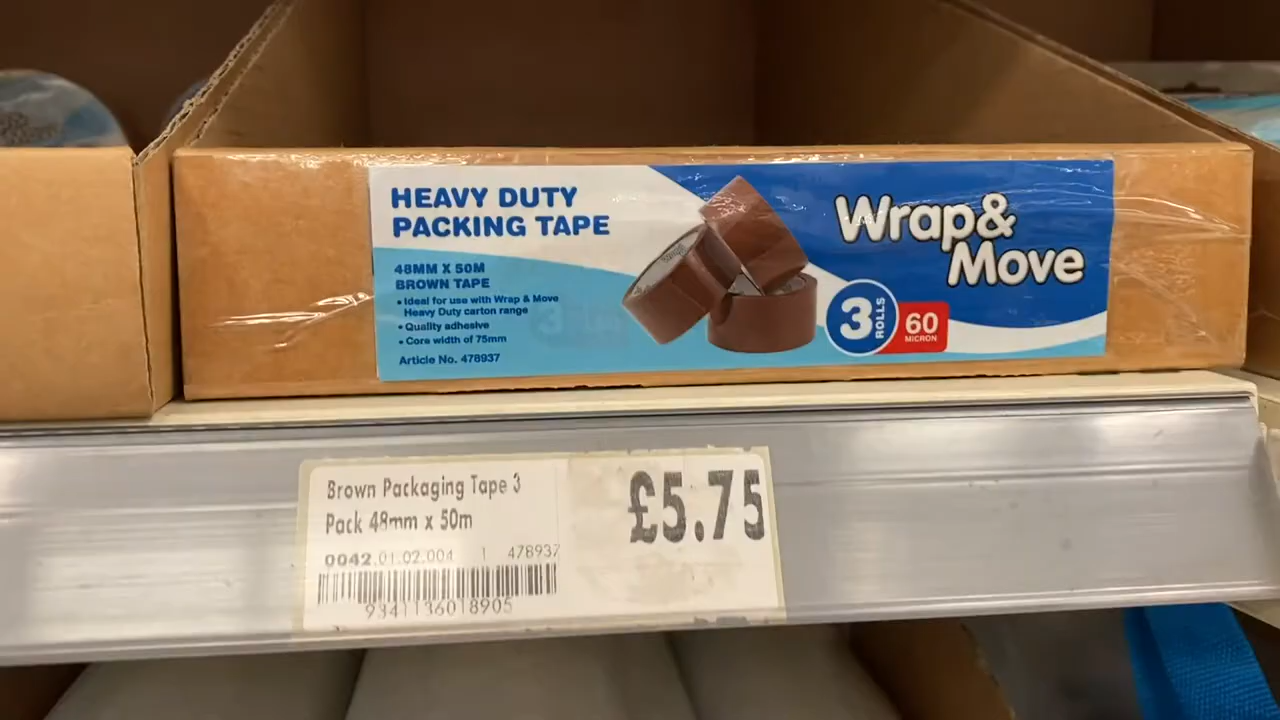 HEAVY DUTY
PACKING TAPE
48MM X 50M
BROWN TAPE
• Ideal for use with Wrap & Move
Heavy Duty carton range
• Quality adhesive
• Core width of 75mm
Article No. 478937
Wrap&
Move
3 ROLLS
60
MICRON
Brown Packaging Tape 3
Pack 48mm x 50m
£5.75
0042.01.02.004 1 478937
9341136018905